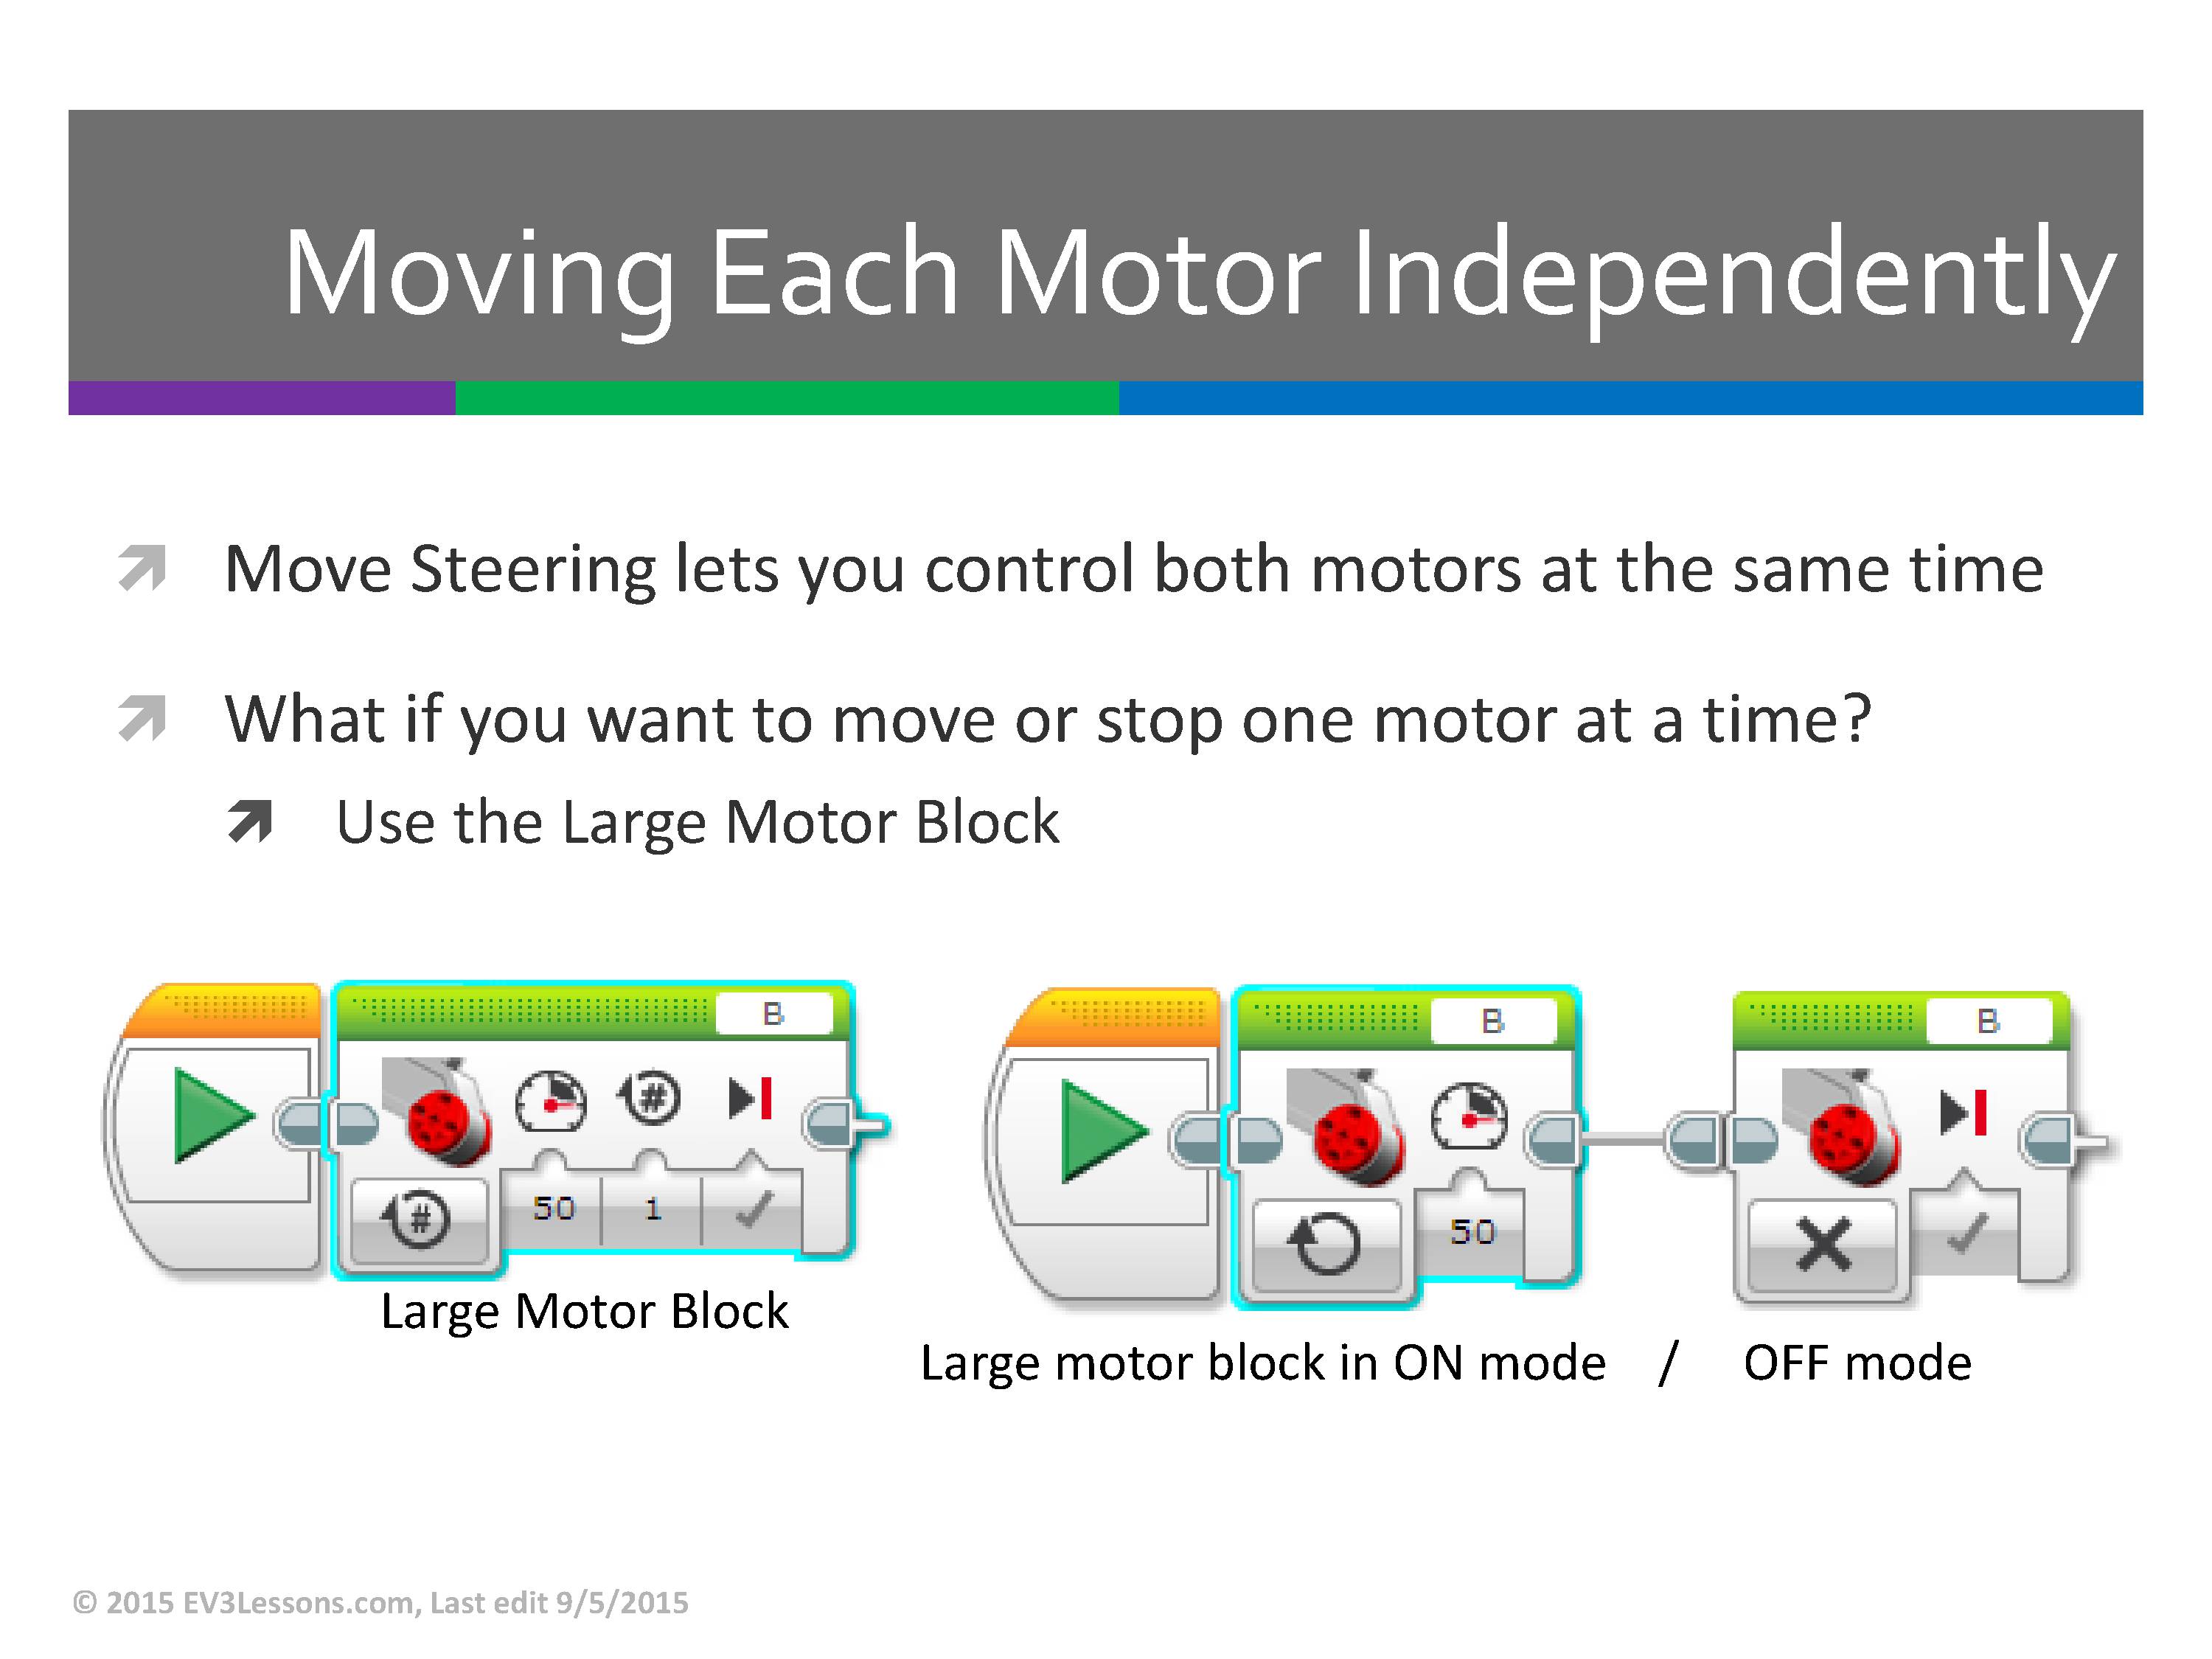 Moving Each Motor Independently
Move Steering lets you control both motors at the same time
What if you want to move or stop one motor at a time?
Use the Large Motor Block
B
#
50 1
#
Large Motor Block
B
50
B
Large motor block in ON mode / OFF mode
© 2015 EV3Lessons.com, Last edit 9/5/2015